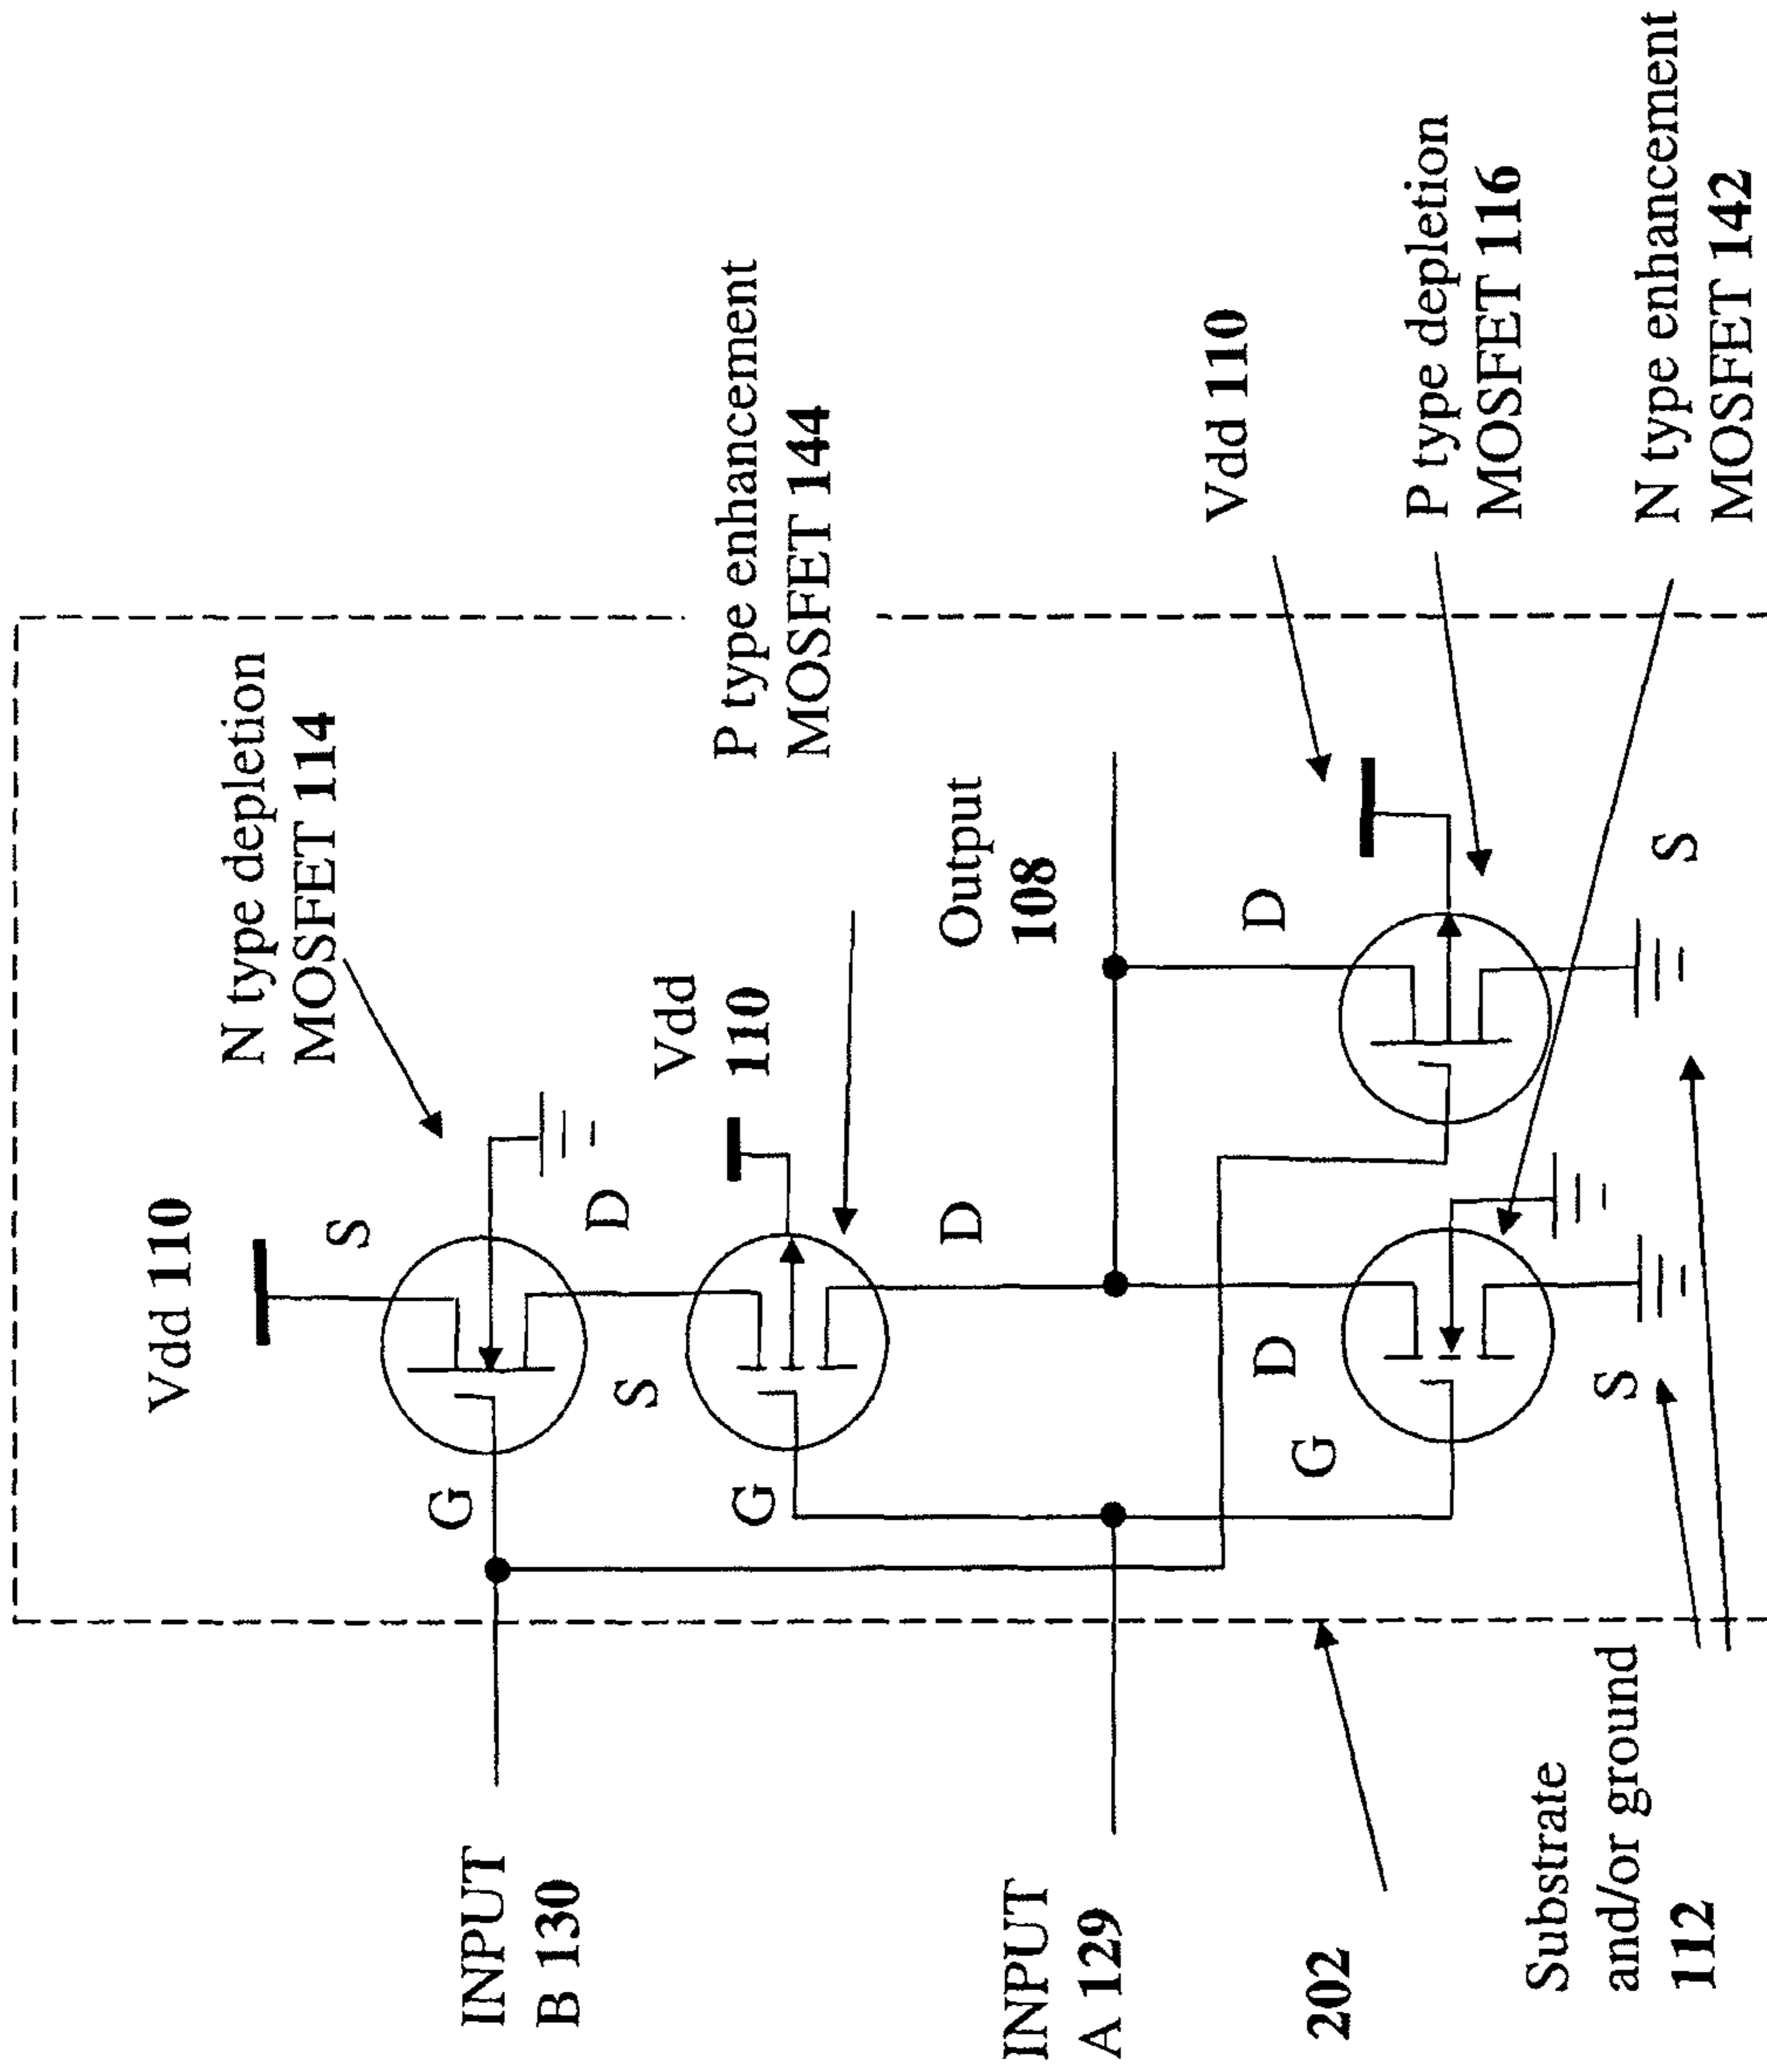 Vdd 110
N type depletion
MOSFET 114
S
G
D
INPUT
B 130
S
Vdd
110
P type enhancement
MOSFET 144
G
D
Output
108
INPUT
A 129
Vdd 110
D
D
G
P type depletion
MOSFET 116
202
S
S
N type enhancement
MOSFET 142
Substrate
and/or ground
112